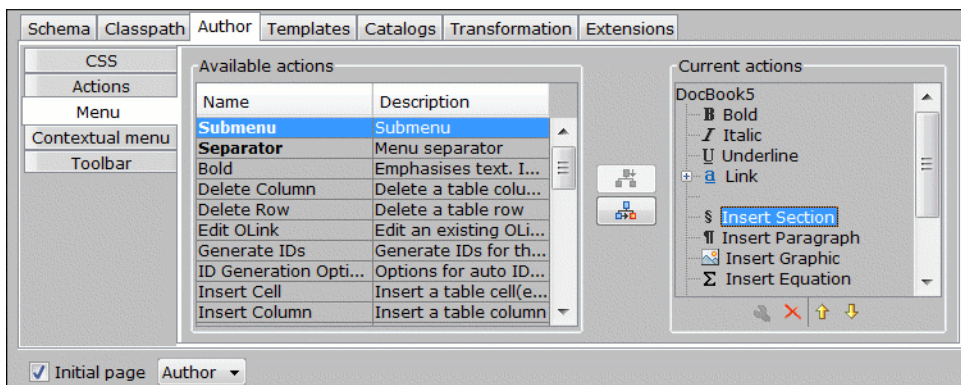 Schema Classpath Author Templates Catalogs Transformation Extensions
CSS
Actions
Menu
Contextual menu
Toolbar
Available actions
Name Description
Submenu Submenu
Separator Menu separator
Bold Emphasises text. I...
Delete Column Delete a table colu...
Delete Row Delete a table row
Edit OLink Edit an existing OLi...
Generate IDs Generate IDs for th...
ID Generation Opti... Options for auto ID...
Insert Cell Insert a table cell(e...
Insert Column Insert a table column
Current actions
DocBook5
B Bold
I Italic
U Underline
a Link
§ Insert Section
¶ Insert Paragraph
Insert Graphic
Σ Insert Equation
Initial page Author